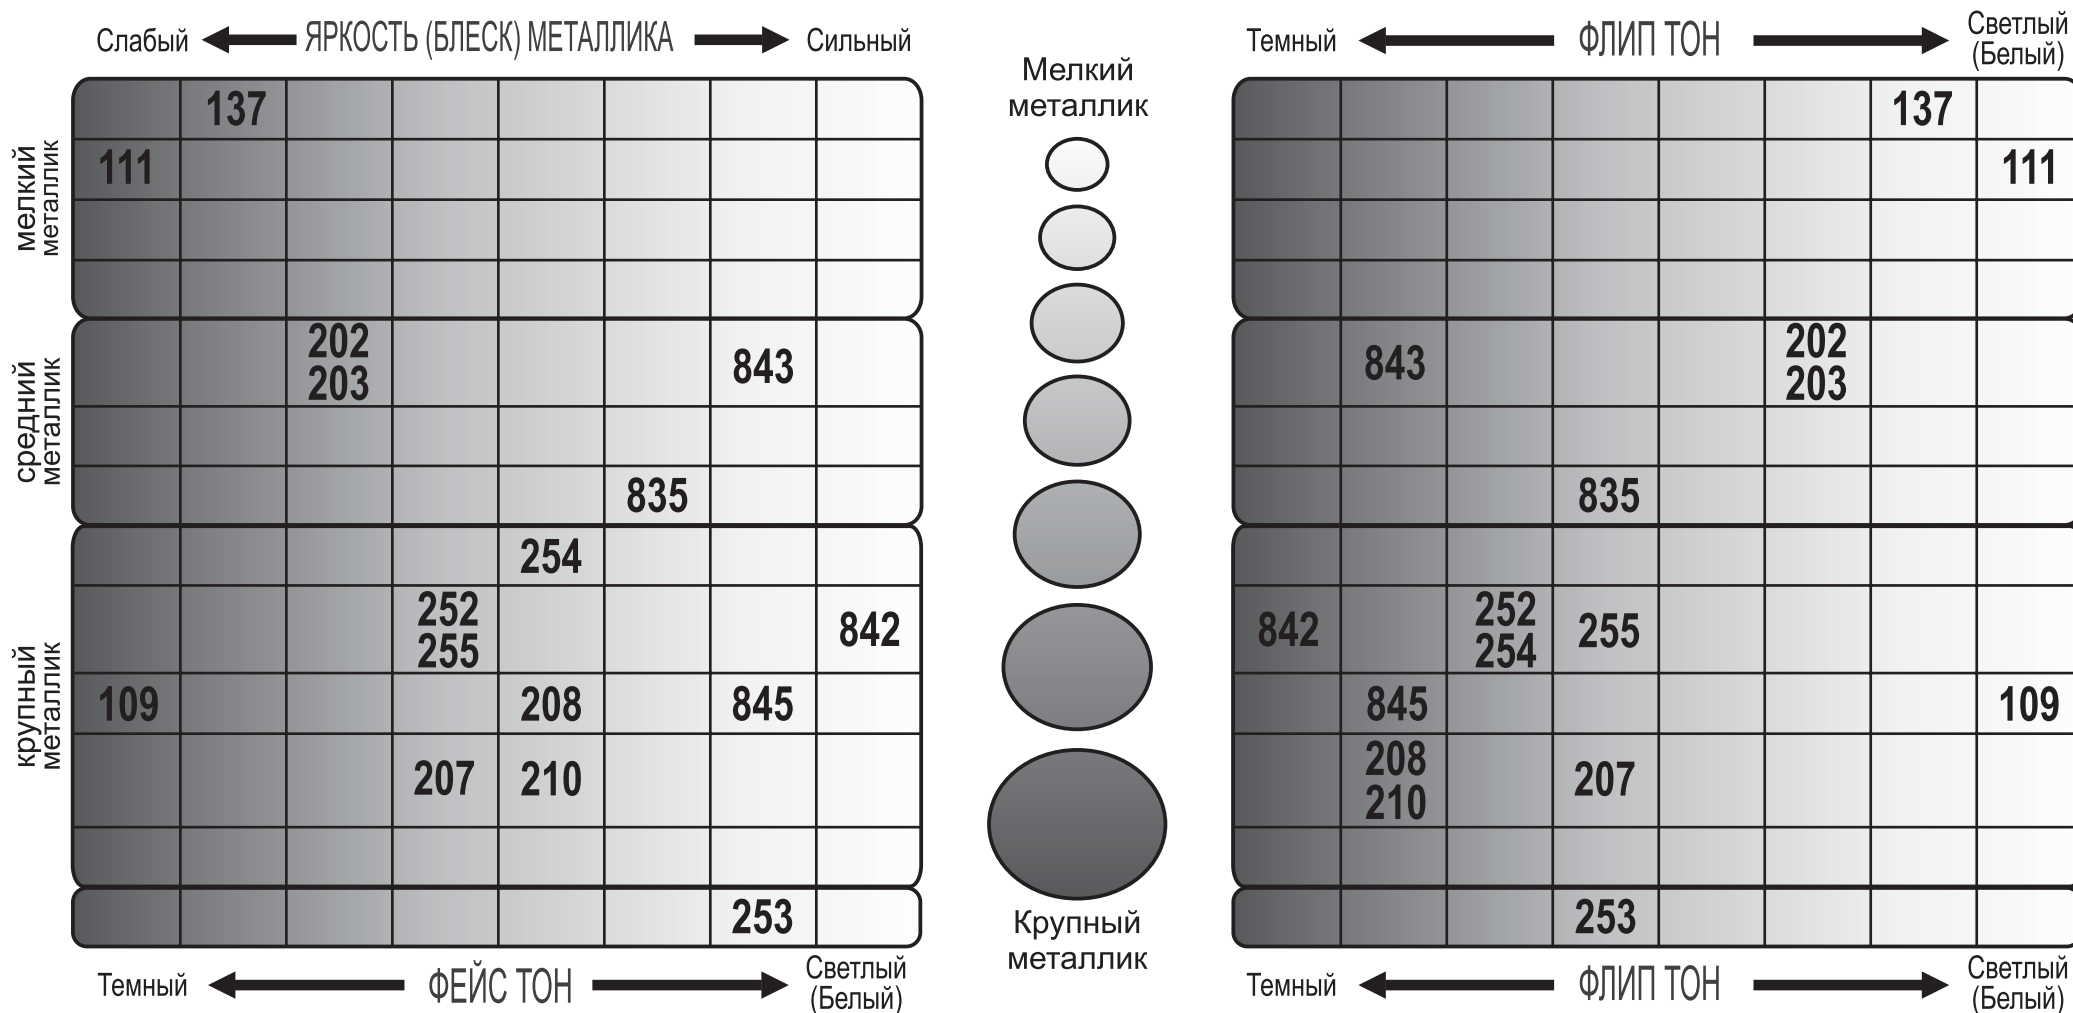 Слабый ЯРКОСТЬ (БЛЕСК) МЕТАЛЛИКА Сильный
Темный ФЛИП ТОН Светлый
(Белый)
мелкий
металлик
137
111
средний
металлик
202
203
843
835
крупный
металлик
254
252
255
842
109
208
845
207
210
253
Темный ФЕЙС ТОН Светлый
(Белый)
Мелкий
металлик
Крупный
металлик
137
111
843
202
203
835
842
252
254
255
845
109
208
210
207
253
Темный ФЛИП ТОН Светлый
(Белый)